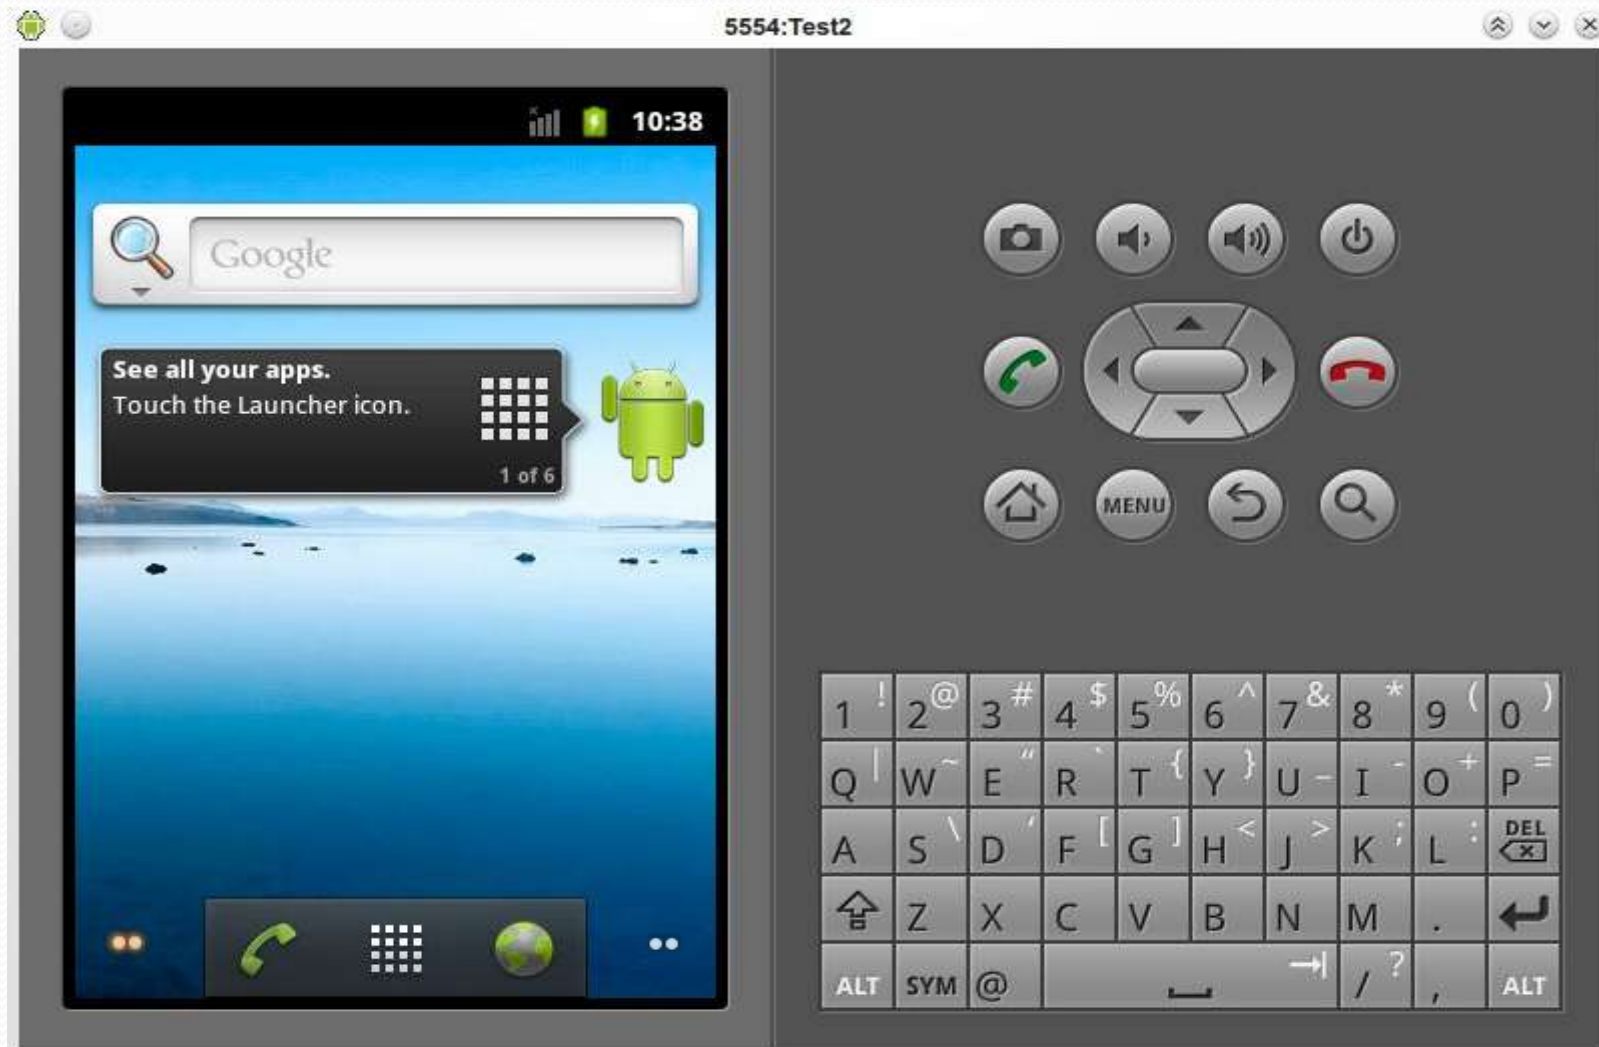 5554:Test2
10:38
Google
See all your apps.
Touch the Launcher icon.
1 of 6
MENU
1 ! 2 @ 3 # 4 $ 5 % 6 ^ 7 & 8 * 9 ( 0 )
Q | W ~ E “ R ` T { Y } U _ I - O + P =
A S \ D ‘ F [ G ] H < J > K ; L : DEL
Z X C V B N M .
ALT SYM @ / ? , ALT